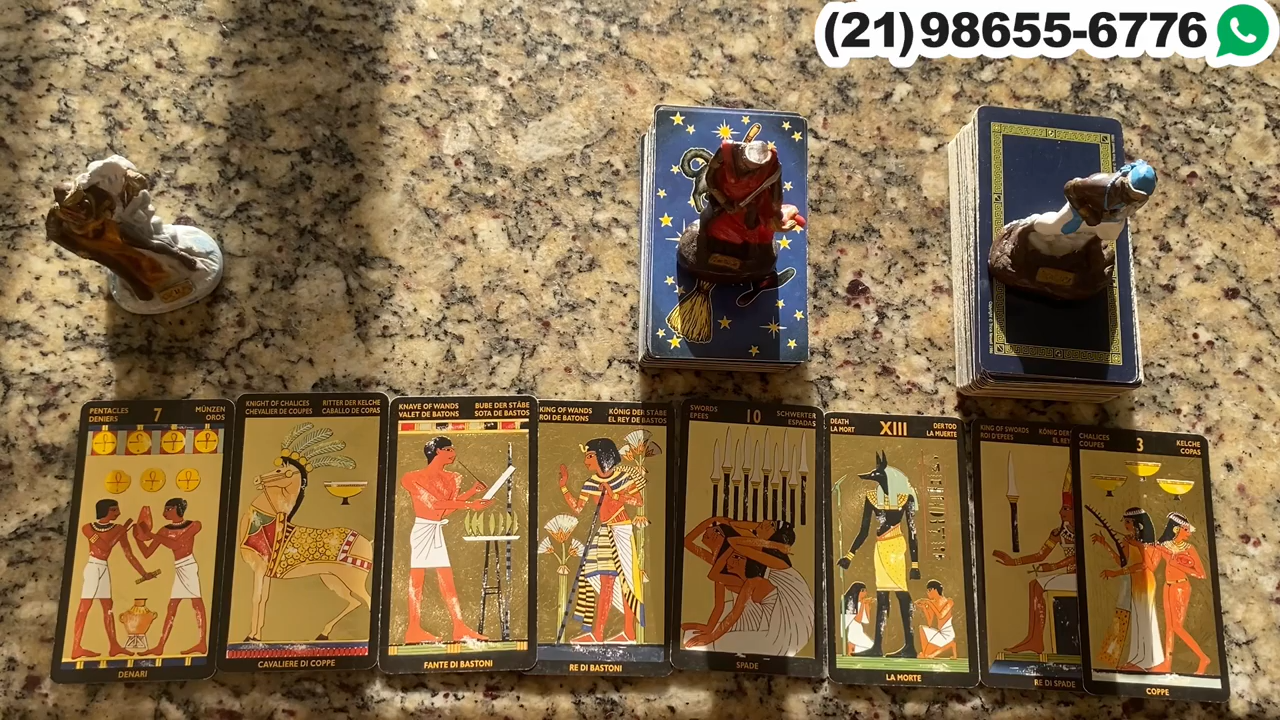 (21)98655-6776
PENTACLES
DENIERS
7
MÜNZEN
OROS
DENARI
KNIGHT OF CHALICES
CHEVALIER DE COUPES
RITTER DER KELCHE
CABALLO DE COPAS
CAVALIERE DI COPPE
KNAVE OF WANDS
VALET DE BATONS
BUBE DER STÄBE
SOTA DE BASTOS
FANTE DI BASTONI
KING OF WANDS
ROI DE BATONS
KÖNIG DER STÄBE
EL REY DE BASTOS
RE DI BASTONI
SWORDS
EPEES
10
SCHWERTER
ESPADAS
SPADE
DEATH
LA MORT
XIII
DER TOD
LA MUERTE
LA MORTE
KING OF SWORDS
ROI D'EPEES
KÖNIG DER
EL REY
RE DI SPADE
CHALICES
COUPES
3
KELCHE
COPAS
COPPE